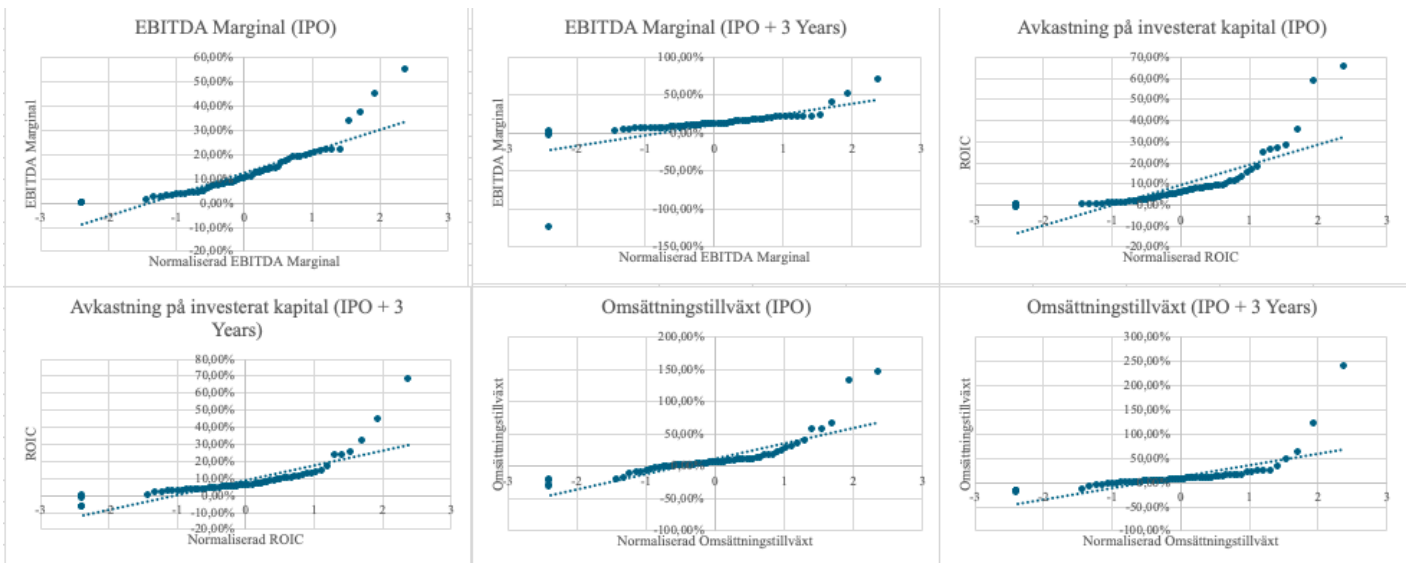 EBITDA Marginal (IPO)
60,00%
50,00%
40,00%
30,00%
20,00%
10,00%
0,00%
-10,00%
-20,00%
-3 -2 -1 0 1 2 3
EBITDA Marginal
Normaliserad EBITDA Marginal
EBITDA Marginal (IPO + 3 Years)
100,00%
50,00%
0,00%
-50,00%
-100,00%
-150,00%
-3 -2 -1 0 1 2 3
EBITDA Marginal
Normaliserad EBITDA Marginal
Avkastning på investerat kapital (IPO)
70,00%
60,00%
50,00%
40,00%
30,00%
20,00%
10,00%
0,00%
-10,00%
-20,00%
-3 -2 -1 0 1 2 3
ROIC
Normaliserad ROIC
Avkastning på investerat kapital (IPO + 3
Years)
80,00%
70,00%
60,00%
50,00%
40,00%
30,00%
20,00%
10,00%
0,00%
-10,00%
-20,00%
-3 -2 -1 0 1 2 3
ROIC
Normaliserad ROIC
Omsättningstillväxt (IPO)
200,00%
150,00%
100,00%
50,00%
0,00%
-50,00%
-100,00%
-3 -2 -1 0 1 2 3
Omsättningstillväxt
Normaliserad Omsättningstillväxt
Omsättningstillväxt (IPO + 3 Years)
300,00%
250,00%
200,00%
150,00%
100,00%
50,00%
0,00%
-50,00%
-100,00%
-3 -2 -1 0 1 2 3
Omsättningstillväxt
Normaliserad Omsättningstillväxt